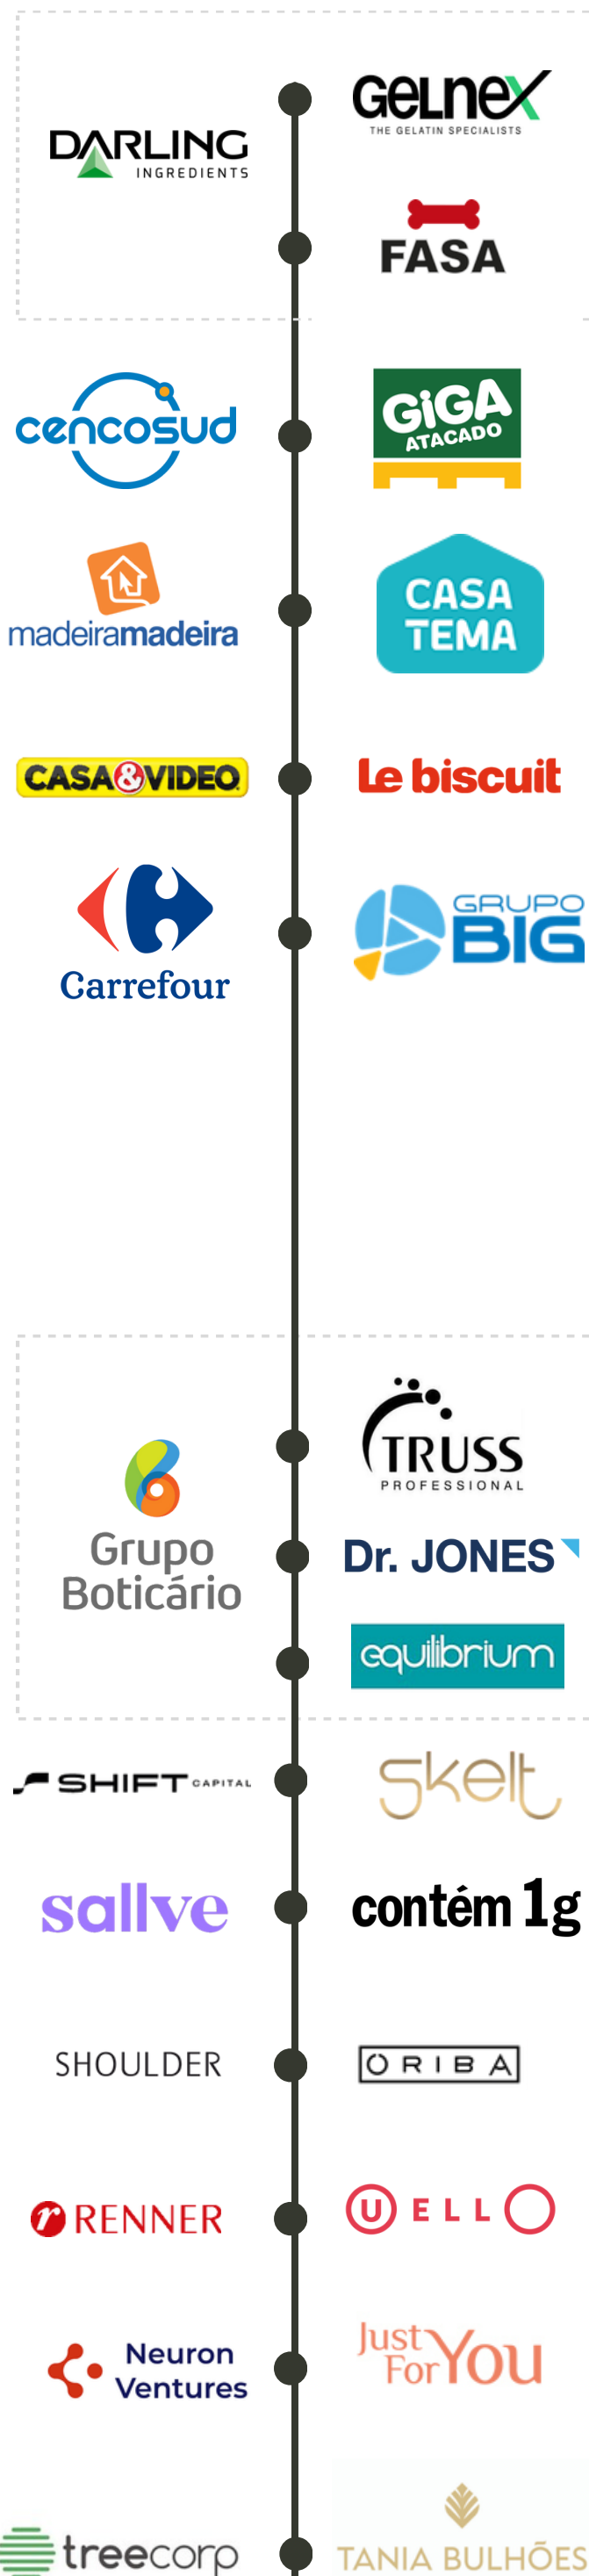 DARLING
INGREDIENTS
GELNEX
THE GELATIN SPECIALISTS
FASA
cencosud
GiGA
ATACADO
madeiramadeira
CASA
TEMA
CASA&VIDEO
Le biscuit
Carrefour
GRUPO
BIG
Grupo
Boticário
TRUSS
PROFESSIONAL
Dr. JONES
equilibrium
SHIFT CAPITAL
skelt
sallve
contém 1g
SHOULDER
ORIBA
r RENNER
UELLO
Neuron
Ventures
Just
For You
treecorp
TANIA BULHÕES